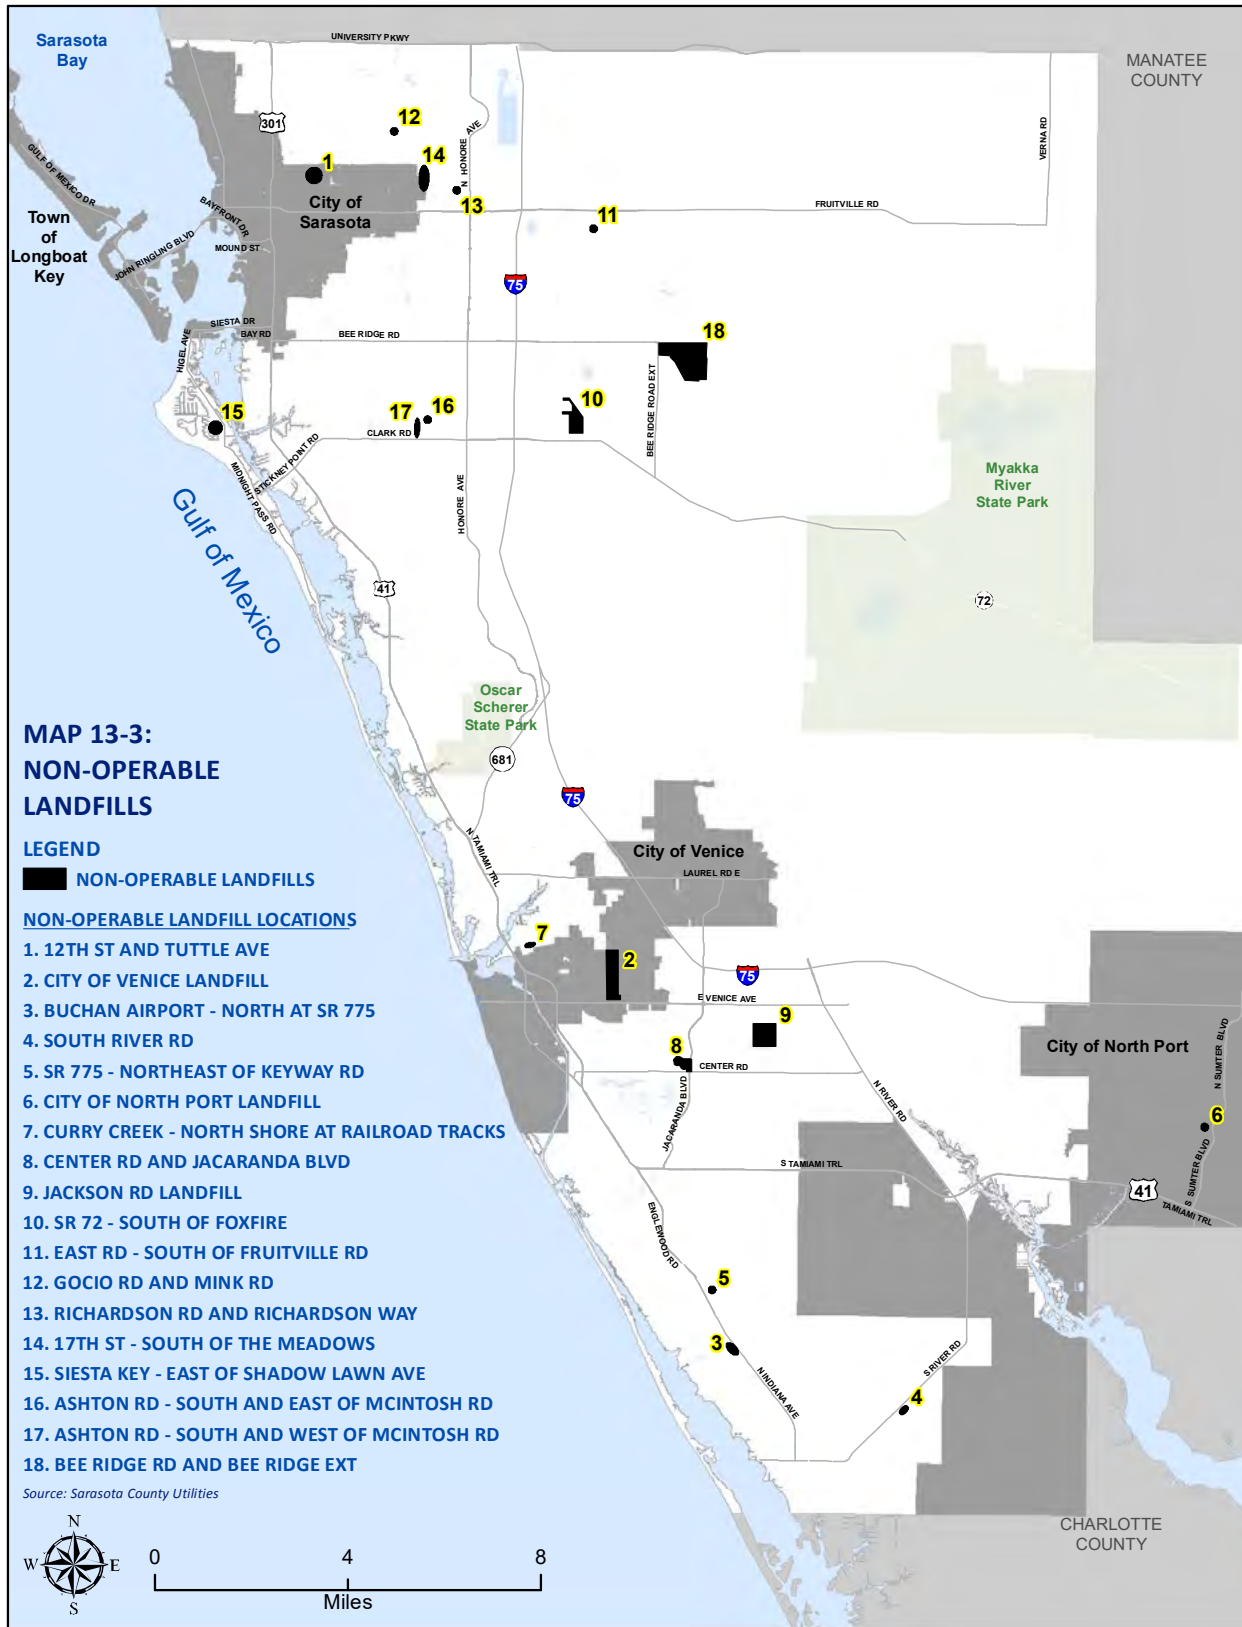 Sarasota
Bay
UNIVERSITY PKWY
MANATEE
COUNTY
301
12
N HONORE AVE
VERNA RD
1
14
GULF OF MEXICO DR
City of
Sarasota
13
BAYFRONT DR
FRUITVILLE RD
11
Town
of
Longboat
Key
JOHN RINGLING BLVD
MOUND ST
75
SIESTA DR
HIGEL AVE
BAY RD
BEE RIDGE RD
18
BEE RIDGE ROAD EXT
15
17
16
10
CLARK RD
STICKNEY POINT RD
MIDNIGHT PASS RD
HONORE AVE
Myakka
River
State Park
Gulf of Mexico
41
72
Oscar
Scherer
State Park
681
75
MAP 13-3:
NON-OPERABLE
LANDFILLS
N TAMIAMI TRL
City of Venice
LAUREL RD E
LEGEND
NON-OPERABLE LANDFILLS
NON-OPERABLE LANDFILL LOCATIONS
1. 12TH ST AND TUTTLE AVE
2. CITY OF VENICE LANDFILL
3. BUCHAN AIRPORT - NORTH AT SR 775
4. SOUTH RIVER RD
5. SR 775 - NORTHEAST OF KEYWAY RD
6. CITY OF NORTH PORT LANDFILL
7. CURRY CREEK - NORTH SHORE AT RAILROAD TRACKS
8. CENTER RD AND JACARANDA BLVD
9. JACKSON RD LANDFILL
10. SR 72 - SOUTH OF FOXFIRE
11. EAST RD - SOUTH OF FRUITVILLE RD
12. GOCIO RD AND MINK RD
13. RICHARDSON RD AND RICHARDSON WAY
14. 17TH ST - SOUTH OF THE MEADOWS
15. SIESTA KEY - EAST OF SHADOW LAWN AVE
16. ASHTON RD - SOUTH AND EAST OF MCINTOSH RD
17. ASHTON RD - SOUTH AND WEST OF MCINTOSH RD
18. BEE RIDGE RD AND BEE RIDGE EXT
Source: Sarasota County Utilities
7
2
75
E VENICE AVE
9
8
CENTER RD
City of North Port
N SUMTER BLVD
6
JACARANDA BLVD
N RIVER RD
S TAMIAMI TRL
S SUMTER BLVD
41
TAMIAMI TRL
ENGLEWOOD RD
5
3
N INDIANA AVE
S RIVER RD
4
CHARLOTTE
COUNTY
N
W
E
S
0
4
8
Miles